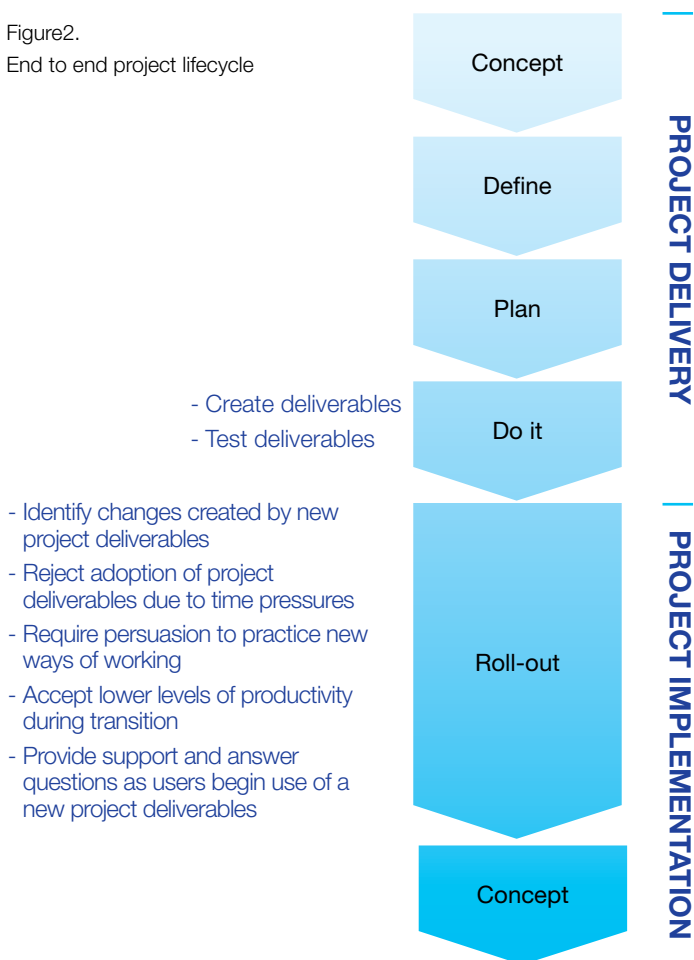 Figure2.
End to end project lifecycle
Concept
Define
Plan
- Create deliverables
- Test deliverables
Do it
PROJECT DELIVERY
- Identify changes created by new
project deliverables
- Reject adoption of project
deliverables due to time pressures
- Require persuasion to practice new
ways of working
- Accept lower levels of productivity
during transition
- Provide support and answer
questions as users begin use of a
new project deliverables
Roll-out
Concept
PROJECT IMPLEMENTATION